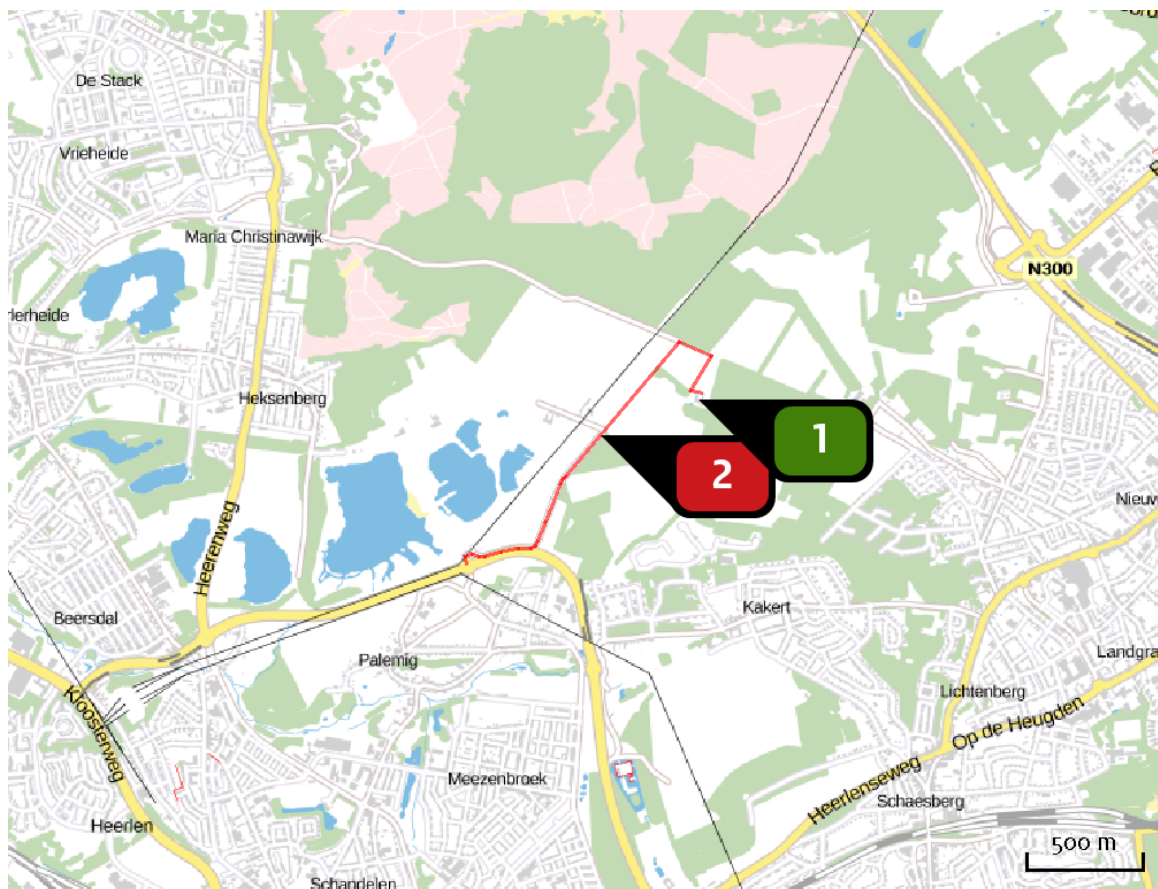 De Stack
Vrieheide
Maria Christinawijk
N300
rlerheide
Heksenberg
1
2
Nieuw
Heerenweg
Beersdal
Kakert
Palemig
Landgra
Lichtenberg
Kloosterweg
Op de Heugden
Meezenbroek
Heerlenseweg
Schaesberg
Heerlen
500 m
Schandelen